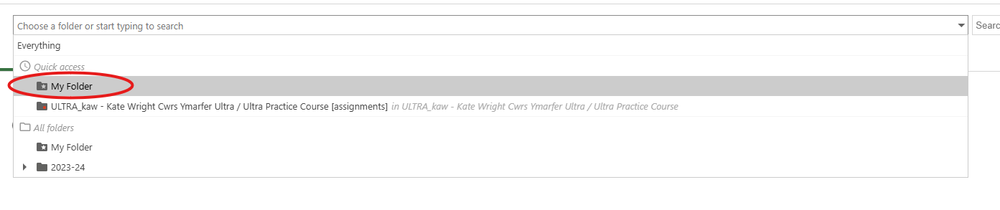 Choose a folder or start typing to search
Searc
Everything
Quick access
My Folder
ULTRA_kaw - Kate Wright Cwrs Ymarfer Ultra / Ultra Practice Course [assignments] in ULTRA_kaw - Kate Wright Cwrs Ymarfer Ultra / Ultra Practice Course
All folders
My Folder
2023-24